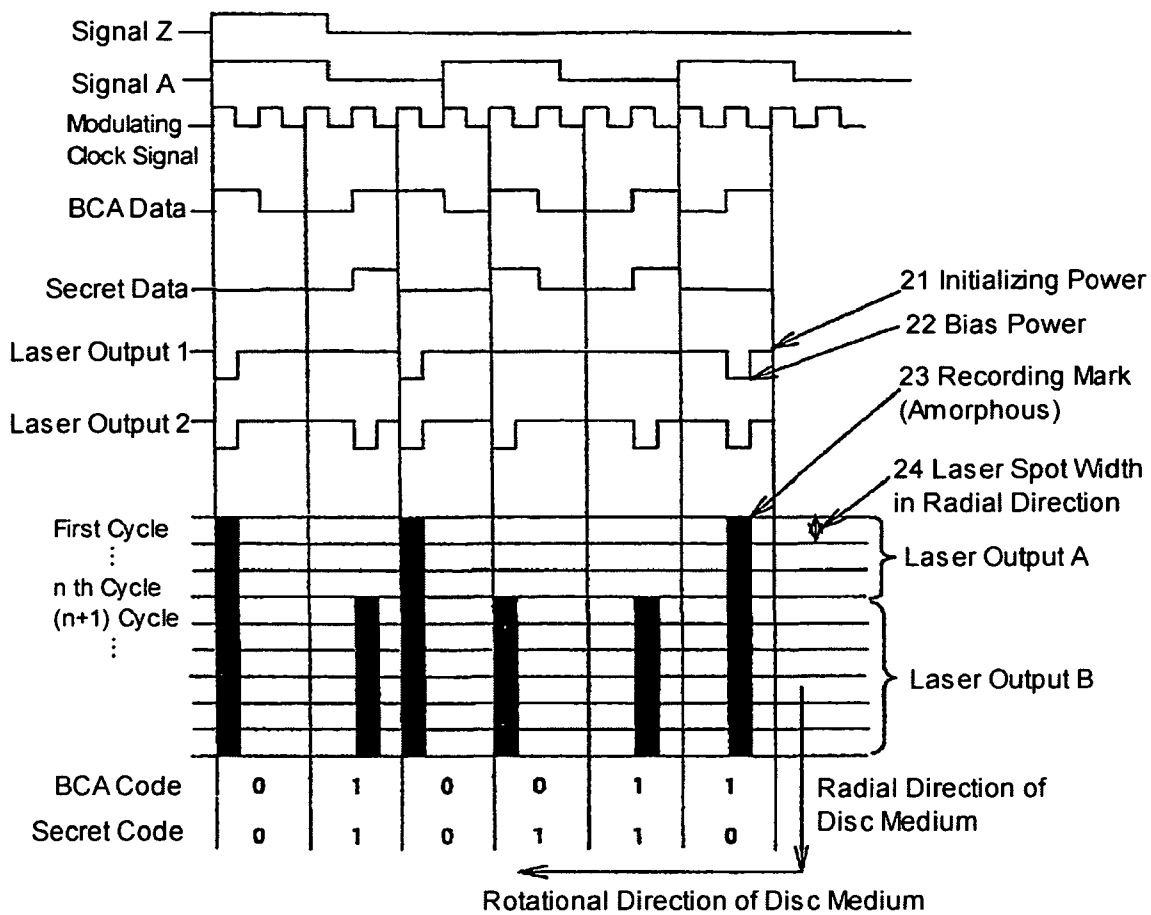 Signal Z
Signal A
Modulating
Clock Signal
BCA Data
Secret Data
21 Initializing Power
22 Bias Power
Laser Output 1
23 Recording Mark
(Amorphous)
Laser Output 2
24 Laser Spot Width
in Radial Direction
First Cycle
⋮
n th Cycle
(n+1) Cycle
⋮
Laser Output A
Laser Output B
BCA Code 0 1 0 0 1 1
Secret Code 0 1 0 1 1 0
Radial Direction of
Disc Medium
Rotational Direction of Disc Medium